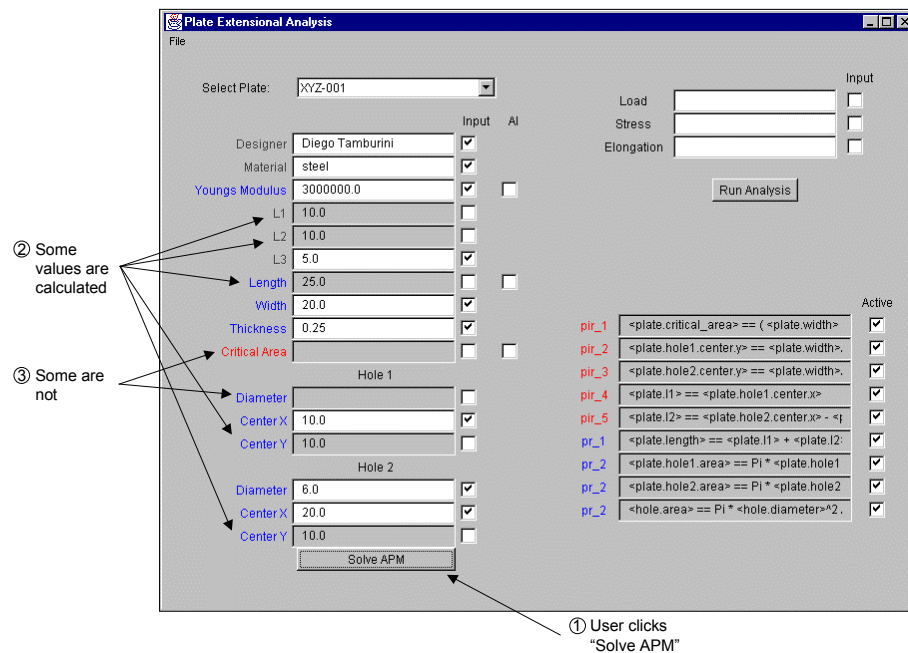 Plate Extensional Analysis
File
Select Plate: XYZ-001
Input
Load
Stress
Elongation
Run Analysis
Input AI
Designer Diego Tamburini
Material steel
Youngs Modulus 3000000.0
L1 10.0
L2 10.0
L3 5.0
Length 25.0
Width 20.0
Thickness 0.25
Critical Area
Hole 1
Diameter
Center X 10.0
Center Y 10.0
Hole 2
Diameter 6.0
Center X 20.0
Center Y 10.0
Solve APM
Active
pir_1 <plate.critical_area> == ( <plate.width>
pir_2 <plate.hole1.center.y> == <plate.width>.
pir_3 <plate.hole2.center.y> == <plate.width>.
pir_4 <plate.l1> == <plate.hole1.center.x>
pir_5 <plate.l2> == <plate.hole2.center.x> - <p
pr_1 <plate.length> == <plate.l1> + <plate.l2>
pr_2 <plate.hole1.area> == Pi * <plate.hole1
pr_2 <plate.hole2.area> == Pi * <plate.hole2
pr_2 <hole.area> == Pi * <hole.diameter>^2 .
② Some
values are
calculated
③ Some are
not
① User clicks
“Solve APM”